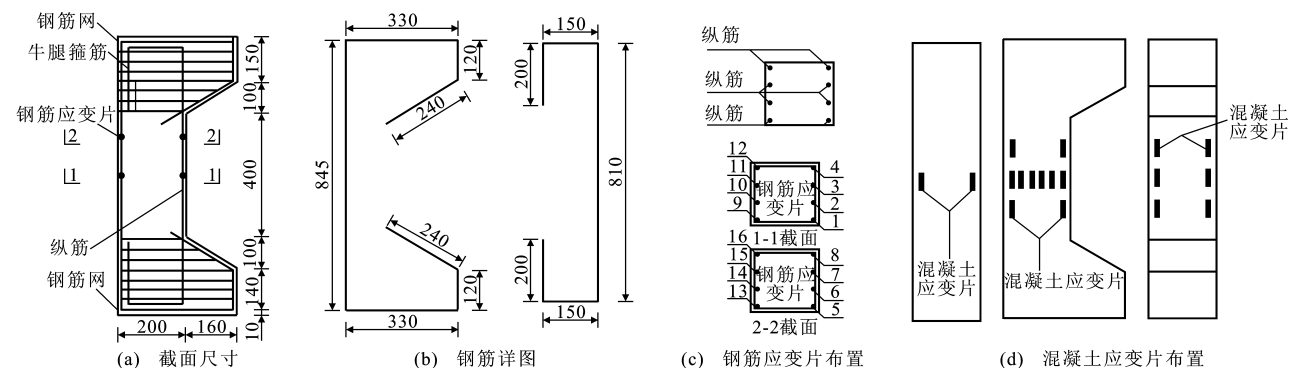 钢筋网
牛腿箍筋
钢筋应变片
2
2
1
1
纵筋
钢筋网
150
100
400
100
140
10
200
160
(a) 截面尺寸
330
120
240
845
240
120
330
150
200
810
200
150
(b) 钢筋详图
纵筋
纵筋
纵筋
12
11
10
9
钢筋应
变片
4
3
2
1
1-1截面
16
15
14
13
钢筋应
变片
8
7
6
5
2-2截面
(c) 钢筋应变片布置
混凝土
应变片
混凝土应变片
混凝土
应变片
(d) 混凝土应变片布置